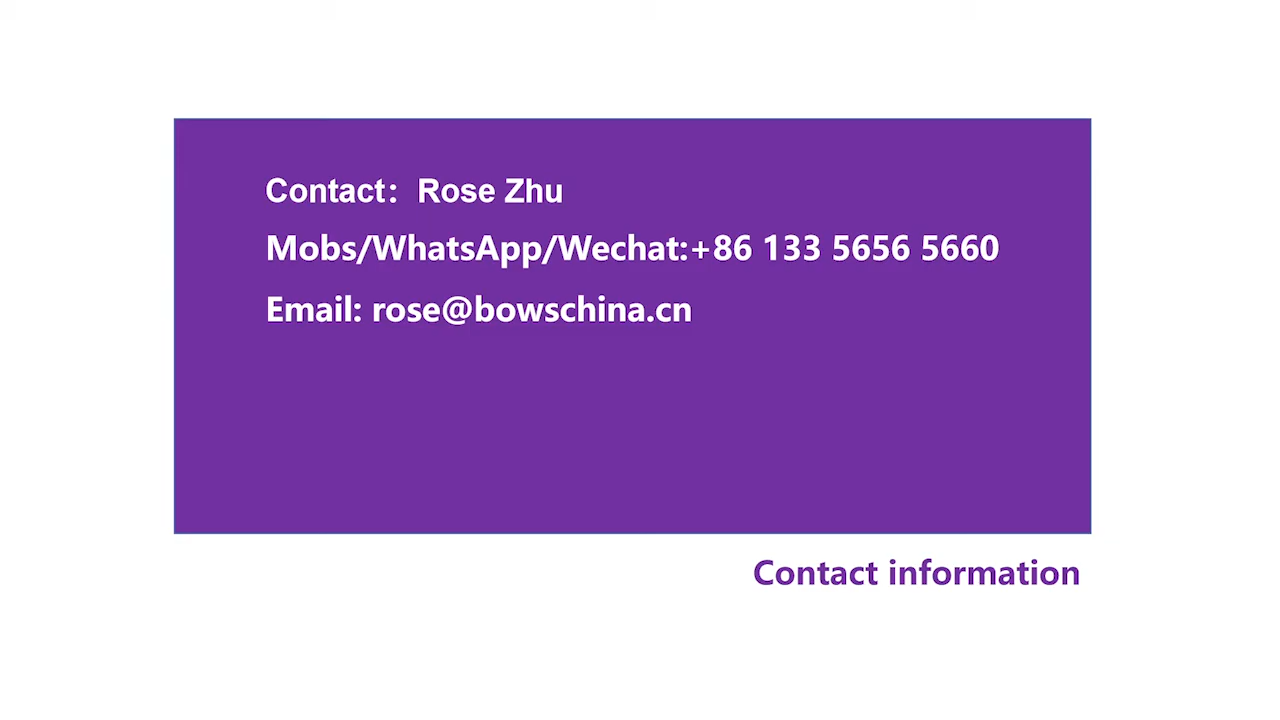 Contact：Rose Zhu
Mobs/WhatsApp/Wechat:+86 133 5656 5660
Email: rose@bowschina.cn
Contact information